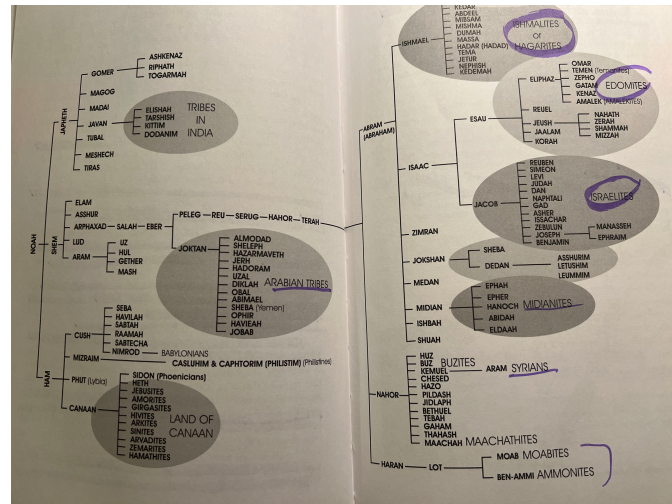 ASHKENAZ
GOMER RIPHATH
TOGARMAH
MAGOG
MADAI
JAPHETH
JAVAN
ELISHAH
TARSHISH
KITTIM
DODANIM
TRIBES
IN
INDIA
TUBAL
MESHECH
TIRAS
NOAH
SHEM
ELAM
ASSHUR
ARPHAXAD SALAH EBER
PELEG REU SERUG HAHOR TERAH
LUD
ARAM
UZ
HUL
GETHER
MASH
JOKTAN
ALMODAD
SHELEPH
HAZARMAVETH
JERH
HADORAM
UZAL
DIKLAH
OBAL
ABIMAEL
SHEBA (Yemen)
OPHIR
HAVIEAH
JOBAB
ARABIAN TRIBES
HAM
CUSH
SEBA
HAVILAH
SABTAH
RAAMAH
SABTECHA
NIMROD BABYLONIANS
MIZRAIM CASLUHIM & CAPHTORIM (PHILISTIM) (Philistines)
PHUT (Lybia)
CANAAN
SIDON (Phoenicians)
HETH
JEBUSITES
AMORITES
GIRGASITES
HIVITES
ARKITES
SINITES
ARVADITES
ZEMARITES
HAMATHITES
LAND OF
CANAAN
ABRAM
(ABRAHAM)
ISHMAEL
KEDAR
ABDEEL
MIBSAM
MISHMA
DUMAH
MASSA
HADAR (HADAD)
TEMA
JETUR
NEPHISH
KEDEMAH
ISHMALITES
or
HAGARITES
ISAAC
ESAU
ELIPHAZ
OMAR
TEMEN (Temanites)
ZEPHO
GATAM
KENAZ
AMALEK (AMALEKITES)
EDOMITES
REUEL
JEUSH
JAALAM
KORAH
NAHATH
ZERAH
SHAMMAH
MIZZAH
JACOB
REUBEN
SIMEON
LEVI
JUDAH
DAN
NAPHTALI
GAD
ASHER
ISSACHAR
ZEBULUN
JOSEPH
BENJAMIN
ISRAELITES
MANASSEH
EPHRAIM
ZIMRAN
JOKSHAN
SHEBA
DEDAN
ASSHURIM
LETUSHIM
LEUMMIM
MEDAN
MIDIAN
EPHAH
EPHER
HANOCH
ABIDAH
ELDAAH
MIDIANITES
ISHBAH
SHUAH
NAHOR
HUZ
BUZ BUZITES
KEMUEL ARAM SYRIANS
CHESED
HAZO
PILDASH
JIDLAPH
BETHUEL
TEBAH
GAHAM
THAHASH
MAACHAH MAACHATHITES
HARAN LOT
MOAB MOABITES
BEN-AMMI AMMONITES